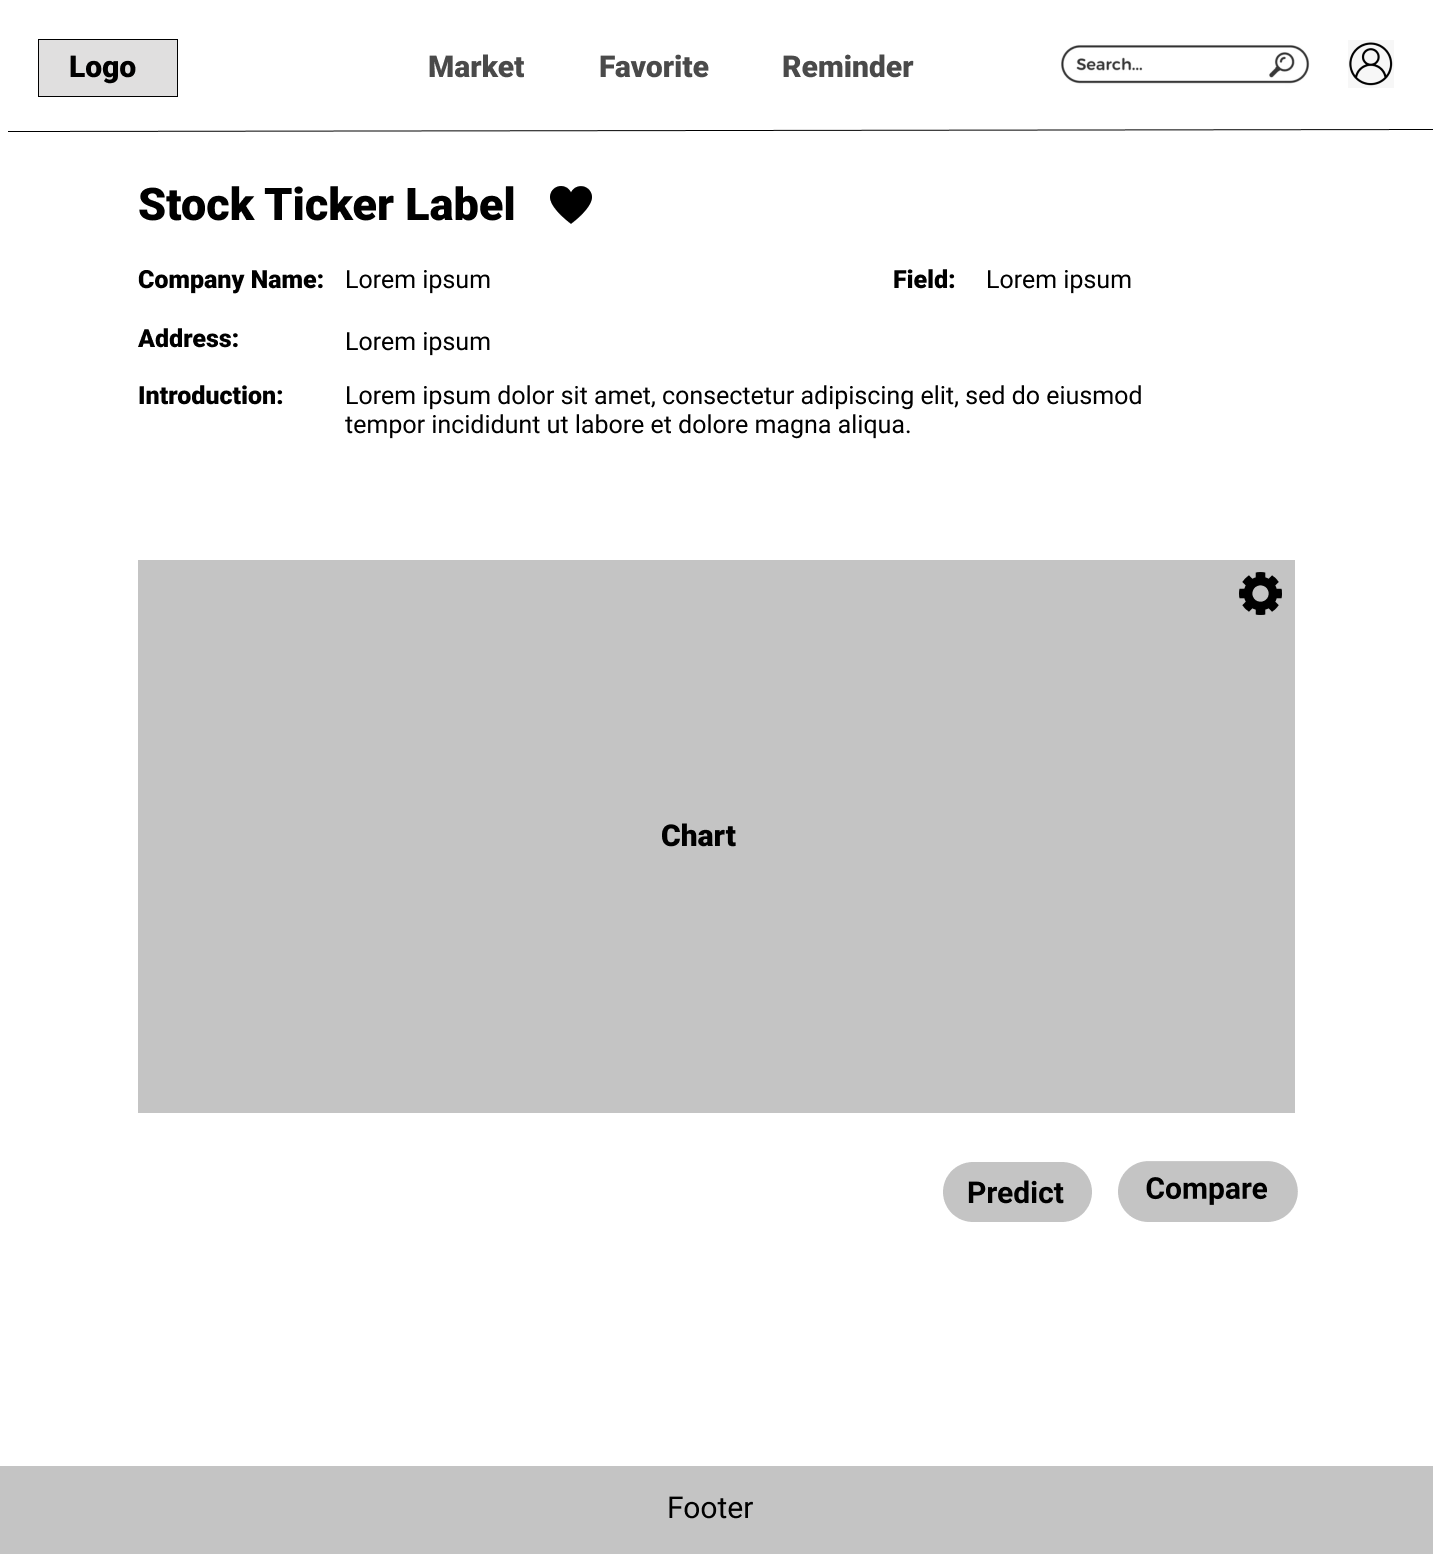 Logo
Market
Favorite
Reminder
Search...
Stock Ticker Label
Company Name: Lorem ipsum
Field: Lorem ipsum
Address: Lorem ipsum
Introduction: Lorem ipsum dolor sit amet, consectetur adipiscing elit, sed do eiusmod
tempor incididunt ut labore et dolore magna aliqua.
Chart
Predict
Compare
Footer